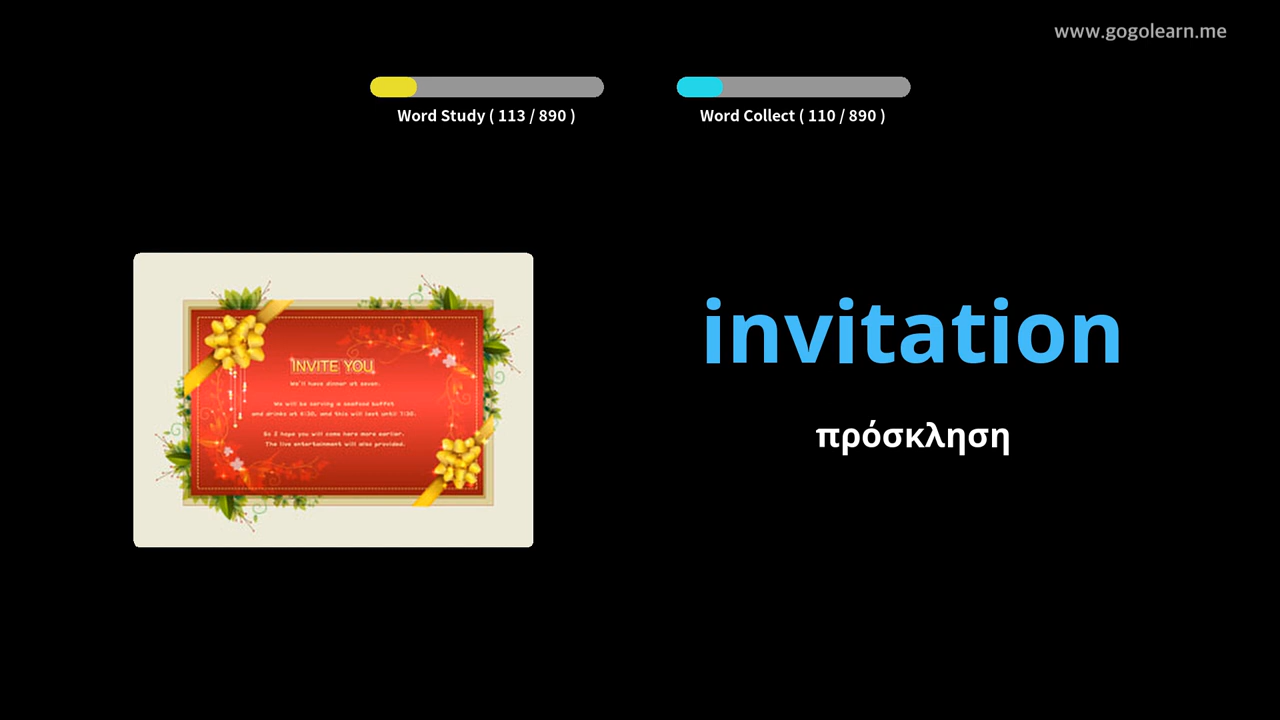 www.gogolearn.me
Word Study ( 113 / 890 )
Word Collect ( 110 / 890 )
INVITE YOU
We'll have dinner at seven.
We will be serving a seafood buffet
and drinks at 6:30, and this will last until 7:30.
So I hope you will come here more earlier.
The live entertainment will also provided.
invitation
πρόσκληση